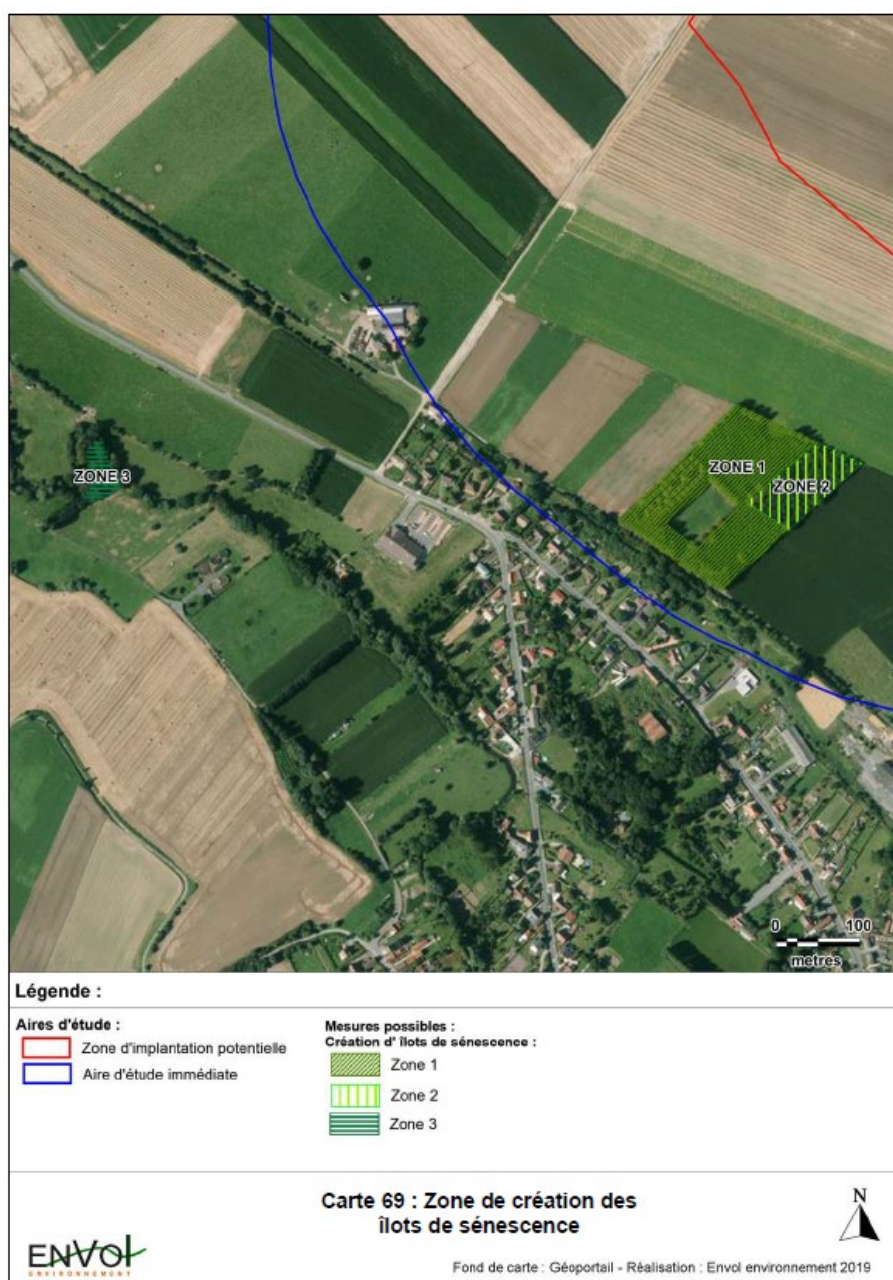 ZONE 1
ZONE 2
ZONE 3
0 100
metres
Légende :
Aires d'étude :
Zone d'implantation potentielle
Aire d'étude immédiate
Mesures possibles :
Création d' îlots de sénescence :
Zone 1
Zone 2
Zone 3
Carte 69 : Zone de création des
îlots de sénescence
N
ENVOl
ENVIRONNEMENT
Fond de carte : Géoportail - Réalisation : Envol environnement 2019